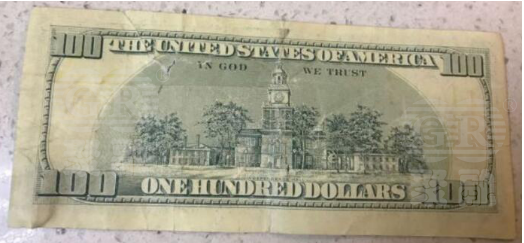 100 THE UNITED STATES OF AMERICA 100
IN GOD WE TRUST
100 ONE HUNDRED DOLLARS 100